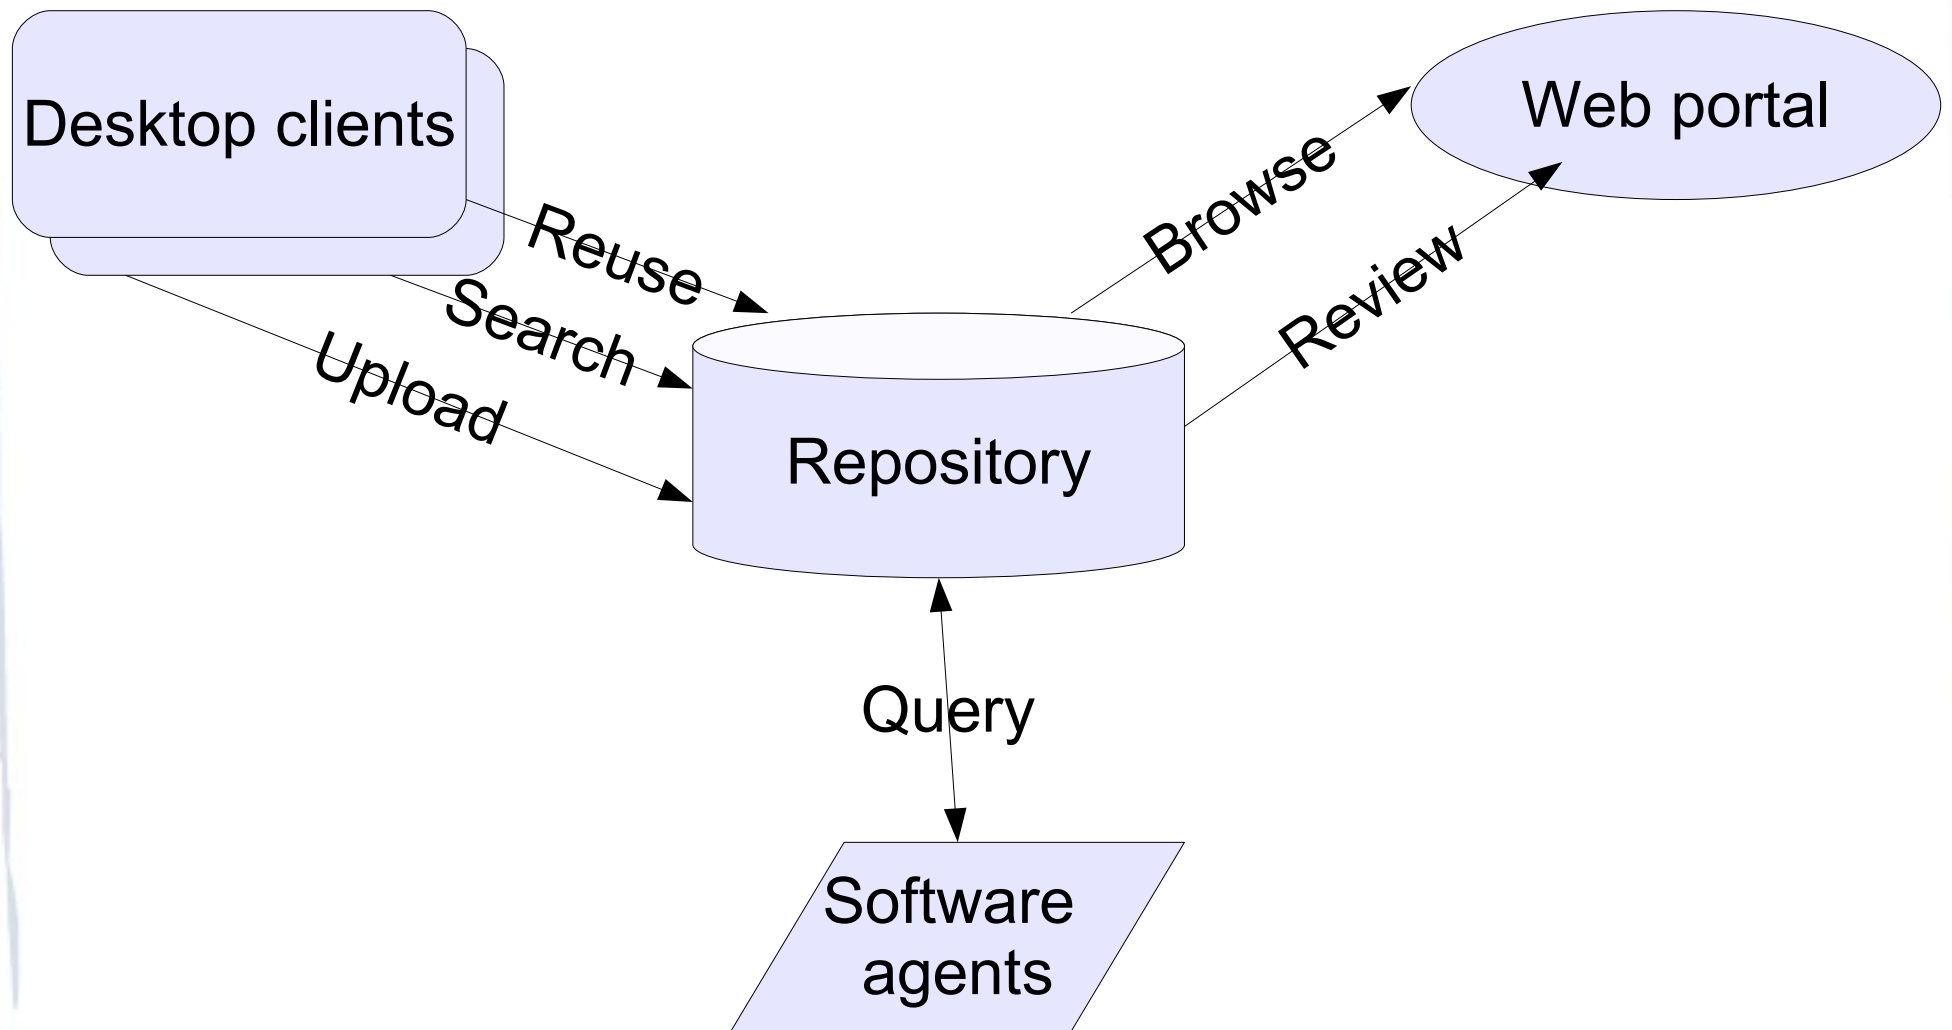 Desktop clients
Web portal
Reuse
Browse
Search
Review
Upload
Repository
Query
Software
agents